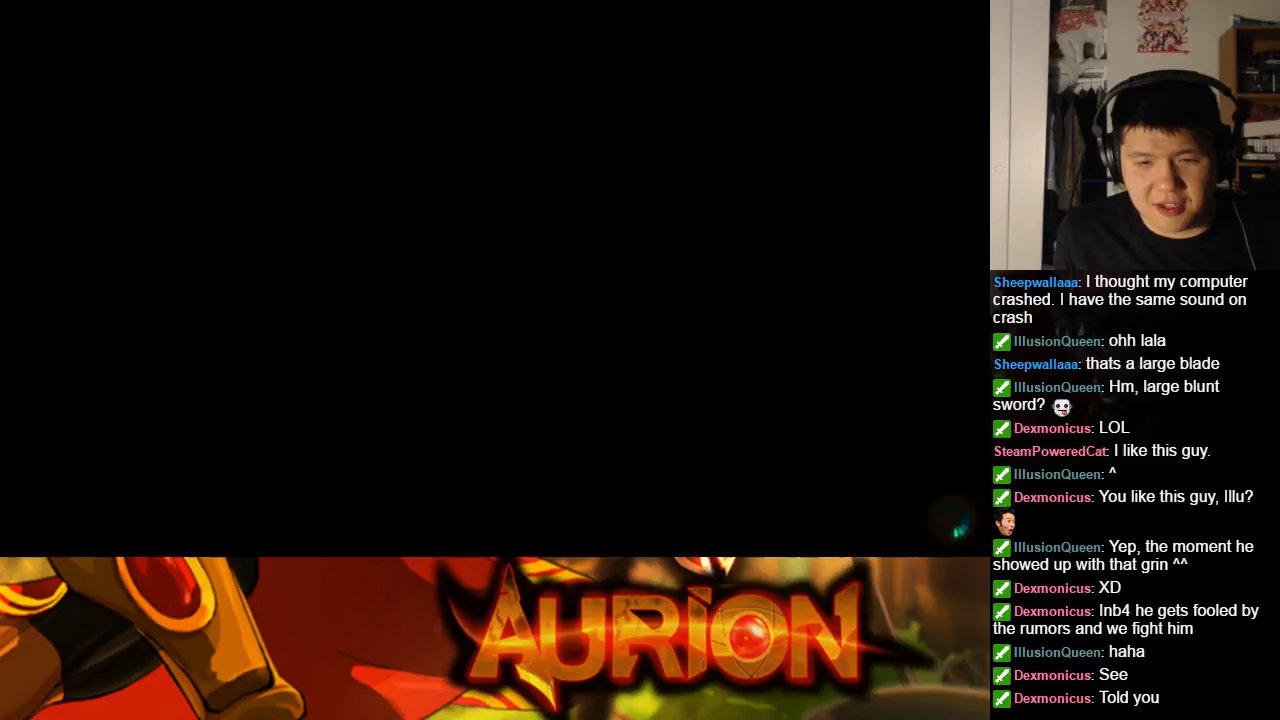 Sheepwallaaa: I thought my computer
crashed. I have the same sound on
crash
IllusionQueen: ohh lala
Sheepwallaaa: thats a large blade
IllusionQueen: Hm, large blunt
sword?
Dexmonicus: LOL
SteamPoweredCat: I like this guy.
IllusionQueen: ^
Dexmonicus: You like this guy, Illu?
IllusionQueen: Yep, the moment he
showed up with that grin ^^
Dexmonicus: XD
Dexmonicus: Inb4 he gets fooled by
the rumors and we fight him
IllusionQueen: haha
Dexmonicus: See
Dexmonicus: Told you
AURION